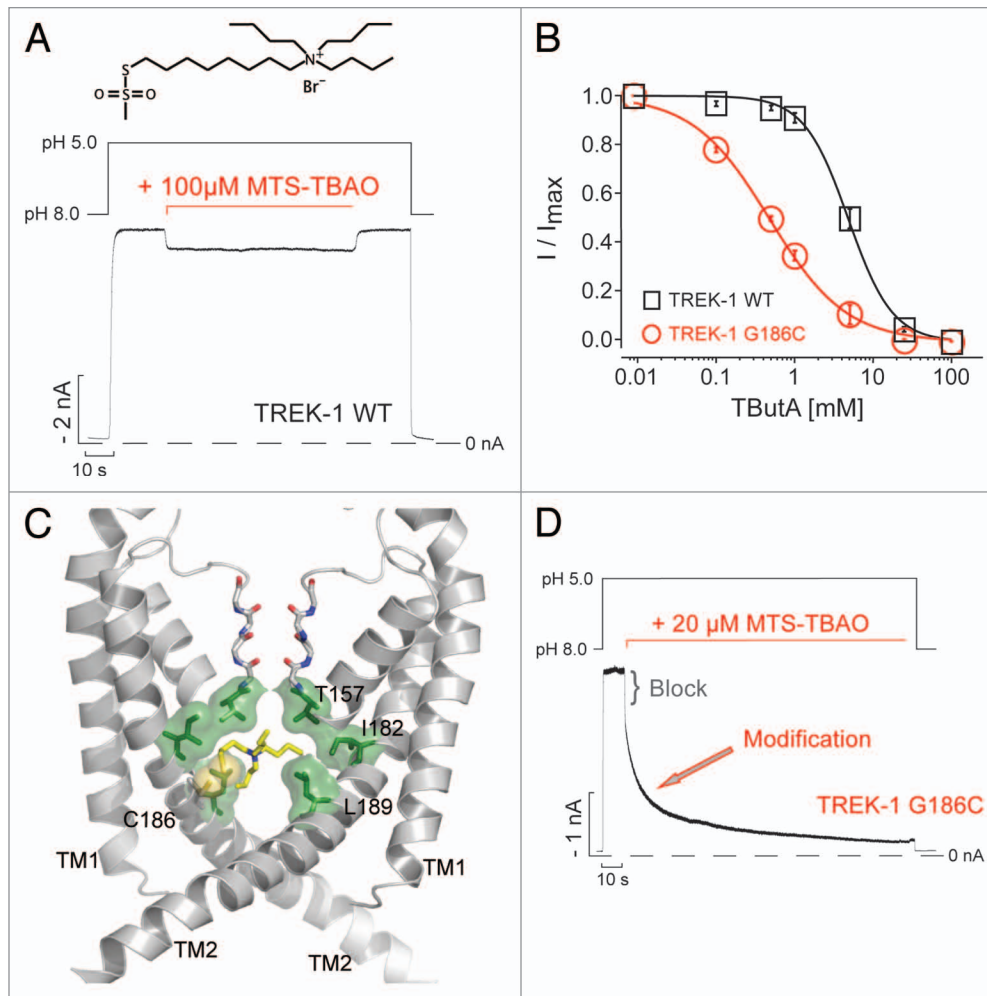 A
N+
Br−
S
O S O
pH 5.0
+ 100µM MTS-TBAO
pH 8.0
- 2 nA
TREK-1 WT
0 nA
10 s
B
I / Imax
1.0
0.8
0.6
0.4
0.2
0.0
TREK-1 WT
TREK-1 G186C
0.01 0.1 1 10 100
TButA [mM]
C
T157
I182
C186
L189
TM1
TM1
TM2
TM2
D
pH 5.0
+ 20 µM MTS-TBAO
pH 8.0
} Block
Modification
TREK-1 G186C
- 1 nA
0 nA
10 s